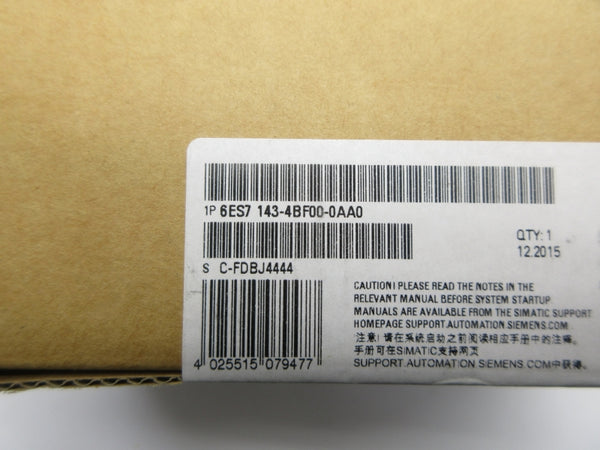 1P 6ES7 143-4BF00-0AA0
QTY: 1
12.2015
S C-FDBJ4444
CAUTION! PLEASE READ THE NOTES IN THE
RELEVANT MANUAL BEFORE SYSTEM STARTUP
MANUALS ARE AVAILABLE FROM THE SIMATIC SUPPORT
HOMEPAGE SUPPORT.AUTOMATION.SIEMENS.COM
注意! 请在系统启动之前阅读相应手册中的注释。
手册可在SIMATIC支持网页
SUPPORT.AUTOMATION.SIEMENS.COM中获得。
4 025515 079477